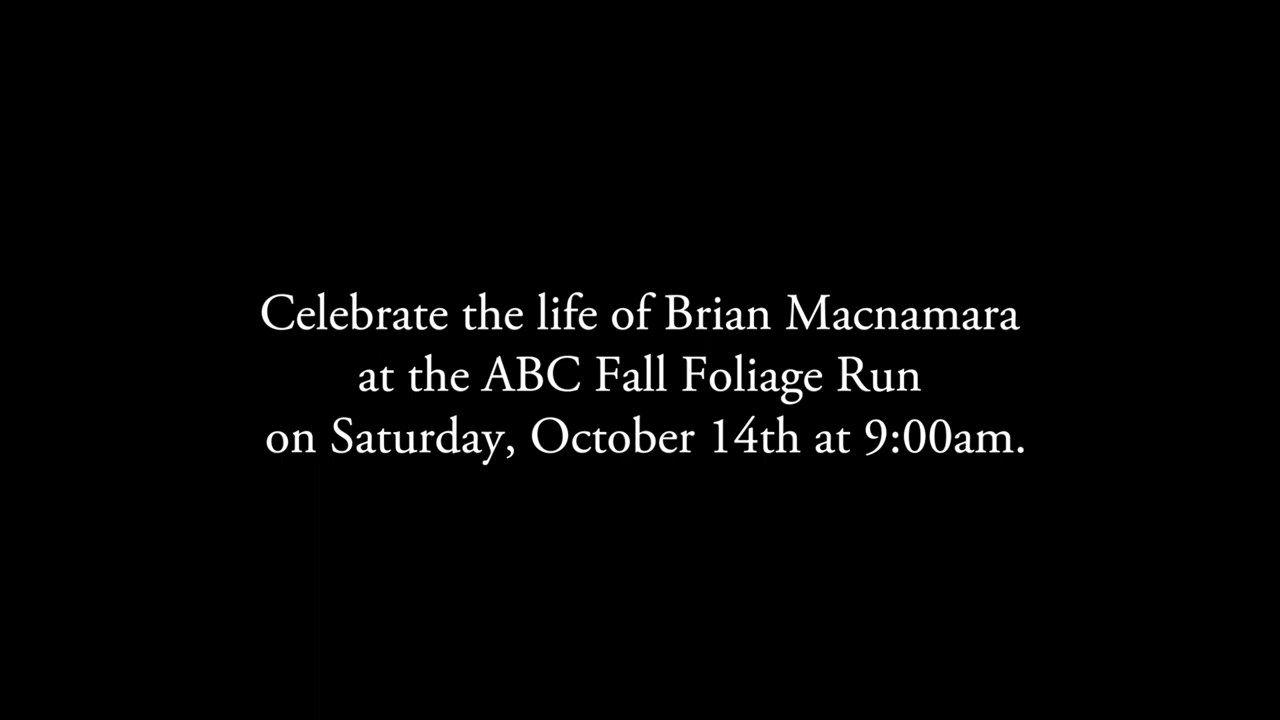 Celebrate the life of Brian Macnamara
at the ABC Fall Foliage Run
on Saturday, October 14th at 9:00am.